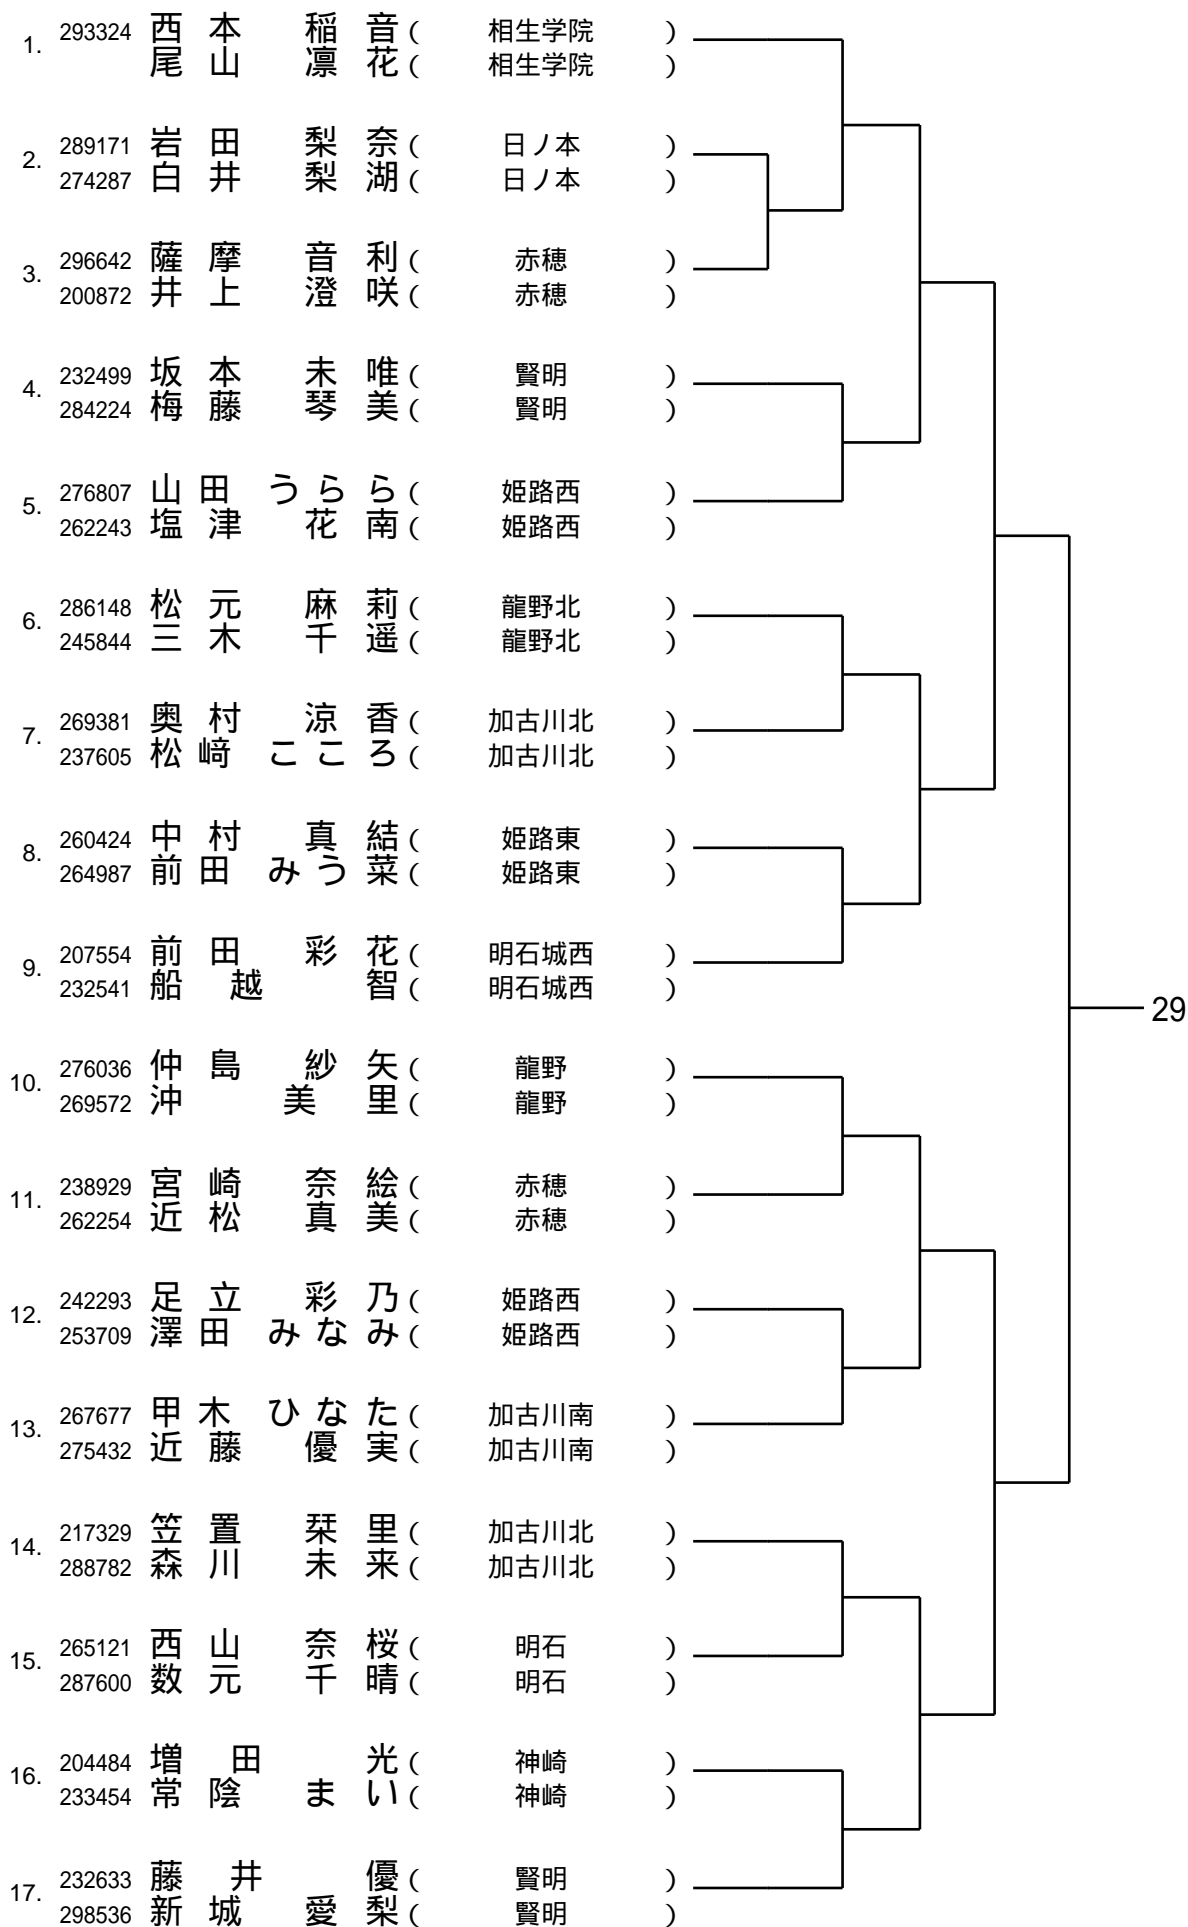 1. 293324 西本 稲音 ( 相生学院 )
尾山 凛花 ( 相生学院 )
2. 289171 岩田 梨奈 ( 日ノ本 )
274287 白井 梨湖 ( 日ノ本 )
3. 296642 薩摩 音利 ( 赤穂 )
200872 井上 澄咲 ( 赤穂 )
4. 232499 坂本 未唯 ( 賢明 )
284224 梅藤 琴美 ( 賢明 )
5. 276807 山田 うらら ( 姫路西 )
262243 塩津 花南 ( 姫路西 )
6. 286148 松元 麻莉 ( 龍野北 )
245844 三木 千遥 ( 龍野北 )
7. 269381 奥村 涼香 ( 加古川北 )
237605 松﨑 こころ ( 加古川北 )
8. 260424 中村 真結 ( 姫路東 )
264987 前田 みう菜 ( 姫路東 )
9. 207554 前田 彩花 ( 明石城西 )
232541 船越 智 ( 明石城西 )
29
10. 276036 仲島 紗矢 ( 龍野 )
269572 沖 美里 ( 龍野 )
11. 238929 宮崎 奈絵 ( 赤穂 )
262254 近松 真美 ( 赤穂 )
12. 242293 足立 彩乃 ( 姫路西 )
253709 澤田 みなみ ( 姫路西 )
13. 267677 甲木 ひなた ( 加古川南 )
275432 近藤 優実 ( 加古川南 )
14. 217329 笠置 栞里 ( 加古川北 )
288782 森川 未来 ( 加古川北 )
15. 265121 西山 奈桜 ( 明石 )
287600 数元 千晴 ( 明石 )
16. 204484 増田 光 ( 神崎 )
233454 常陰 まい ( 神崎 )
17. 232633 藤井 優 ( 賢明 )
298536 新城 愛梨 ( 賢明 )